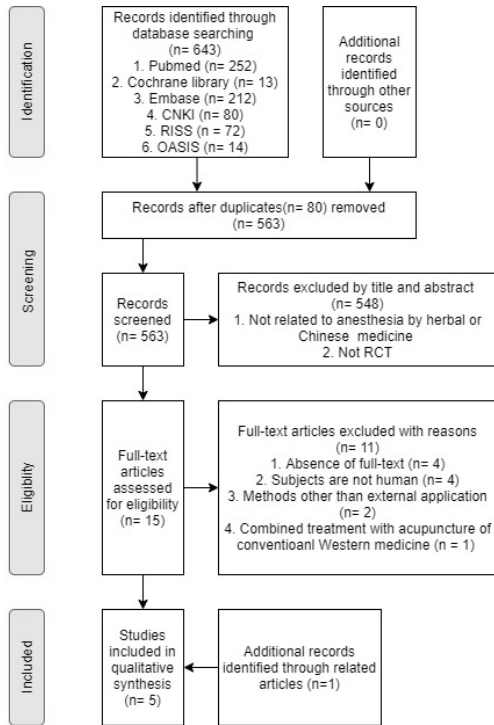 Identification
Records identified through
database searching
(n= 643)
1. Pubmed (n= 252)
2. Cochrane library (n= 13)
3. Embase (n= 212)
4. CNKI (n= 80)
5. RISS (n = 72)
6. OASIS (n= 14)
Additional
records
identified
through other
sources
(n= 0)
Screening
Records after duplicates(n= 80) removed
(n= 563)
Records
screened
(n= 563)
Records excluded by title and abstract
(n= 548)
1. Not related to anesthesia by herbal or
Chinese medicine
2. Not RCT
Eligiblity
Full-text
articles
assessed
for eligibility
(n= 15)
Full-text articles excluded with reasons
(n= 11)
1. Absence of full-text (n= 4)
2. Subjects are not human (n= 4)
3. Methods other than external application
(n= 2)
4. Combined treatment with acupuncture of
conventioanl Western medicine (n = 1)
Included
Studies
included in
qualitative
synthesis
(n= 5)
Additional records
identified through related
articles (n=1)